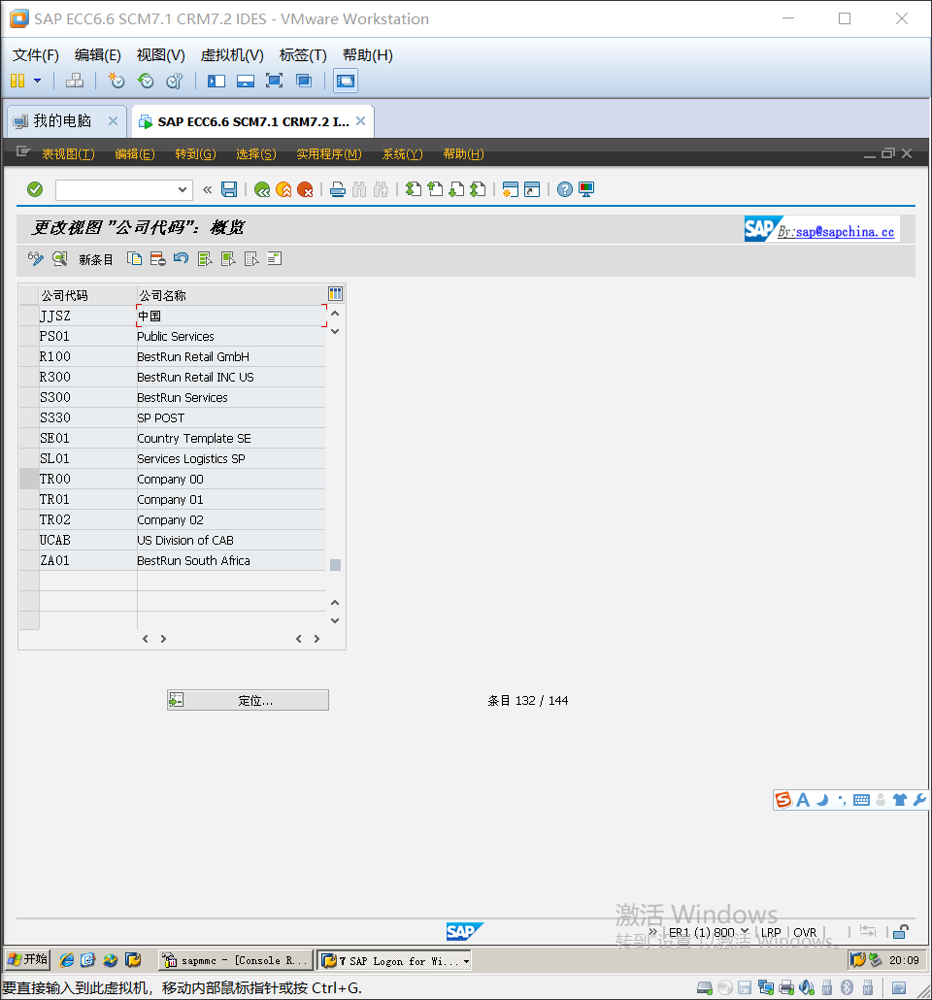 SAP ECC6.6 SCM7.1 CRM7.2 IDES - VMware Workstation
文件(F) 编辑(E) 视图(V) 虚拟机(V) 标签(T) 帮助(H)
我的电脑 SAP ECC6.6 SCM7.1 CRM7.2 I...
表视图(T) 编辑(E) 转到(G) 选择(S) 实用程序(M) 系统(Y) 帮助(H)
更改视图 "公司代码": 概览
SAP By:sap@sapchina.cc
新条目
公司代码 公司名称
JJSZ 中国
PS01 Public Services
R100 BestRun Retail GmbH
R300 BestRun Retail INC US
S300 BestRun Services
S330 SP POST
SE01 Country Template SE
SL01 Services Logistics SP
TR00 Company 00
TR01 Company 01
TR02 Company 02
UCAB US Division of CAB
ZA01 BestRun South Africa
定位... 条目 132 / 144
激活 Windows
转到"设置"以激活 Windows。
SAP ER1 (1) 800 LRP OVR
开始 sapmmc - [Console R... 7 SAP Logon for Wi... 20:09
要直接输入到此虚拟机，移动内部鼠标指针或按 Ctrl+G.